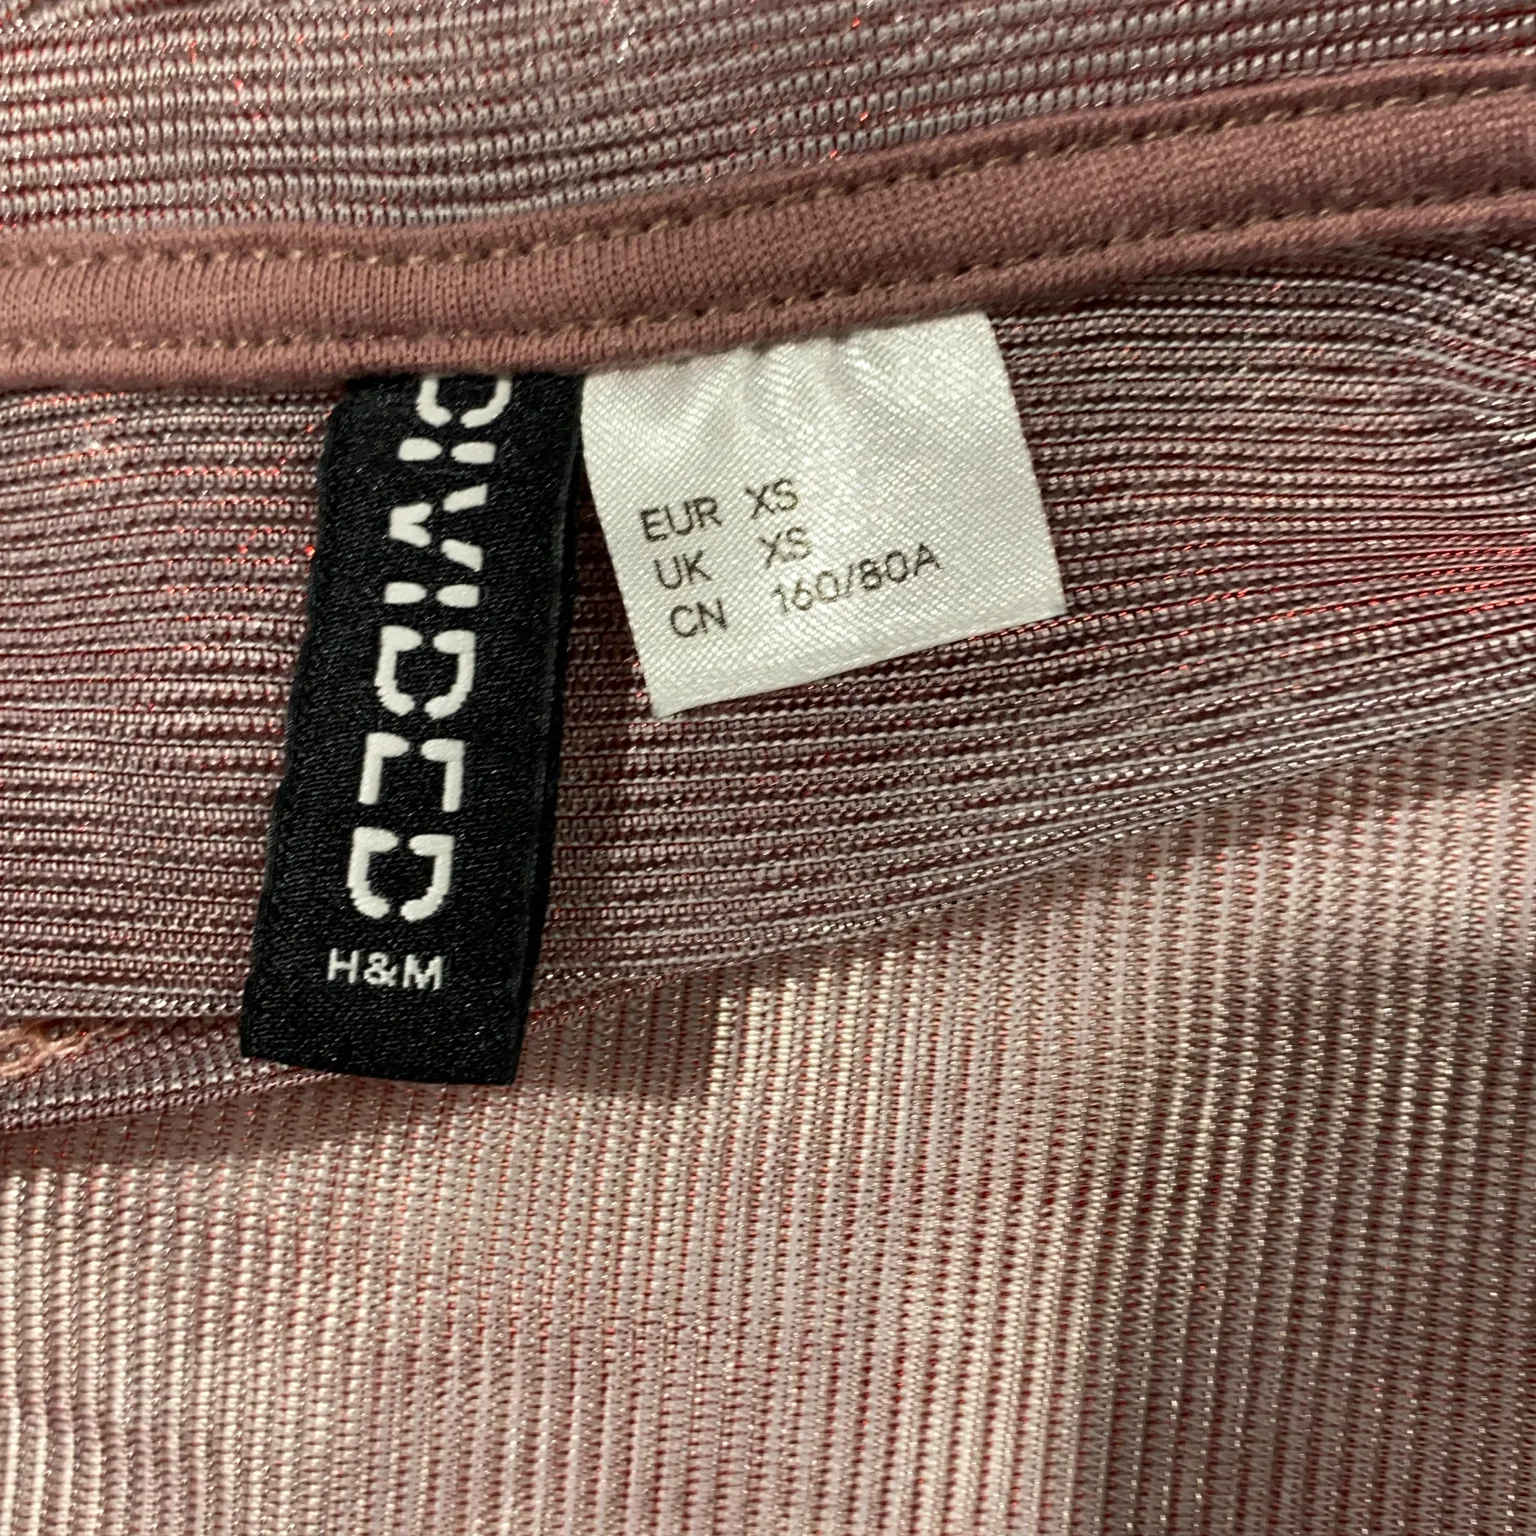 DIVIDED
H&M
EUR XS
UK XS
CN 160/80A